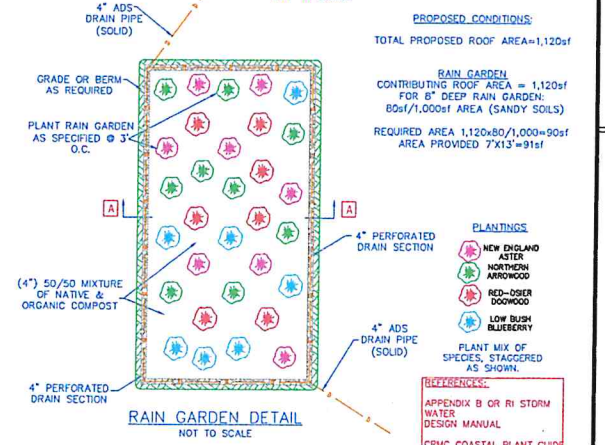 4" ADS
DRAIN PIPE
(SOLID)
GRADE OR BERM
AS REQUIRED
PLANT RAIN GARDEN
AS SPECIFIED @ 3'
O.C.
A
A
(4") 50/50 MIXTURE
OF NATIVE &
ORGANIC COMPOST
4" PERFORATED
DRAIN SECTION
4" PERFORATED
DRAIN SECTION
4" ADS
DRAIN PIPE
(SOLID)
RAIN GARDEN DETAIL
NOT TO SCALE
PROPOSED CONDITIONS:
TOTAL PROPOSED ROOF AREA=1,120sf
RAIN GARDEN
CONTRIBUTING ROOF AREA = 1,120sf
FOR 8" DEEP RAIN GARDEN:
80sf/1,000sf AREA (SANDY SOILS)
REQUIRED AREA 1,120x80/1,000=90sf
AREA PROVIDED 7'X13'=91sf
PLANTINGS
NEW ENGLAND
ASTER
NORTHERN
ARROWOOD
RED-OSIER
DOGWOOD
LOW BUSH
BLUEBERRY
PLANT MIX OF
SPECIES, STAGGERED
AS SHOWN.
REFERENCES:
APPENDIX B OR RI STORM
WATER
DESIGN MANUAL
CRMC COASTAL PLANT GUIDE